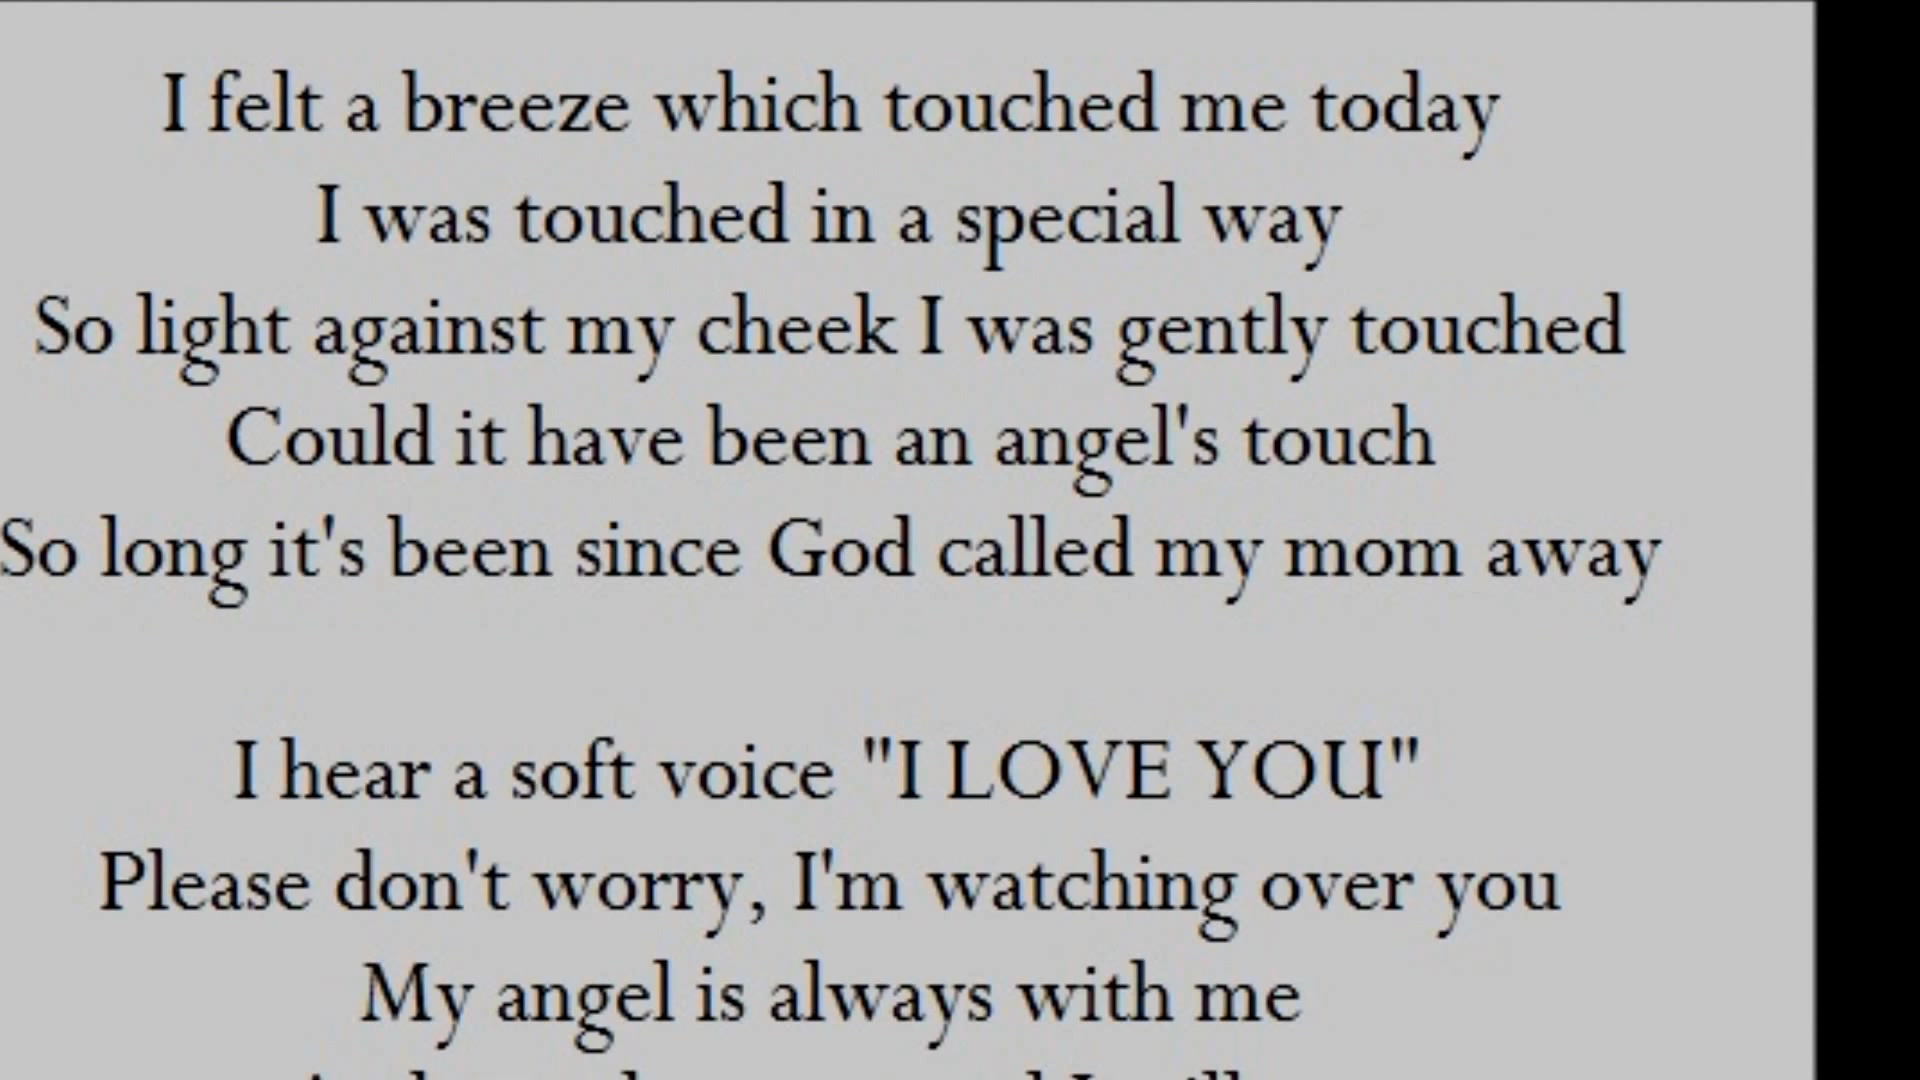 I felt a breeze which touched me today
I was touched in a special way
So light against my cheek I was gently touched
Could it have been an angel's touch
So long it's been since God called my mom away
I hear a soft voice "I LOVE YOU"
Please don't worry, I'm watching over you
My angel is always with me